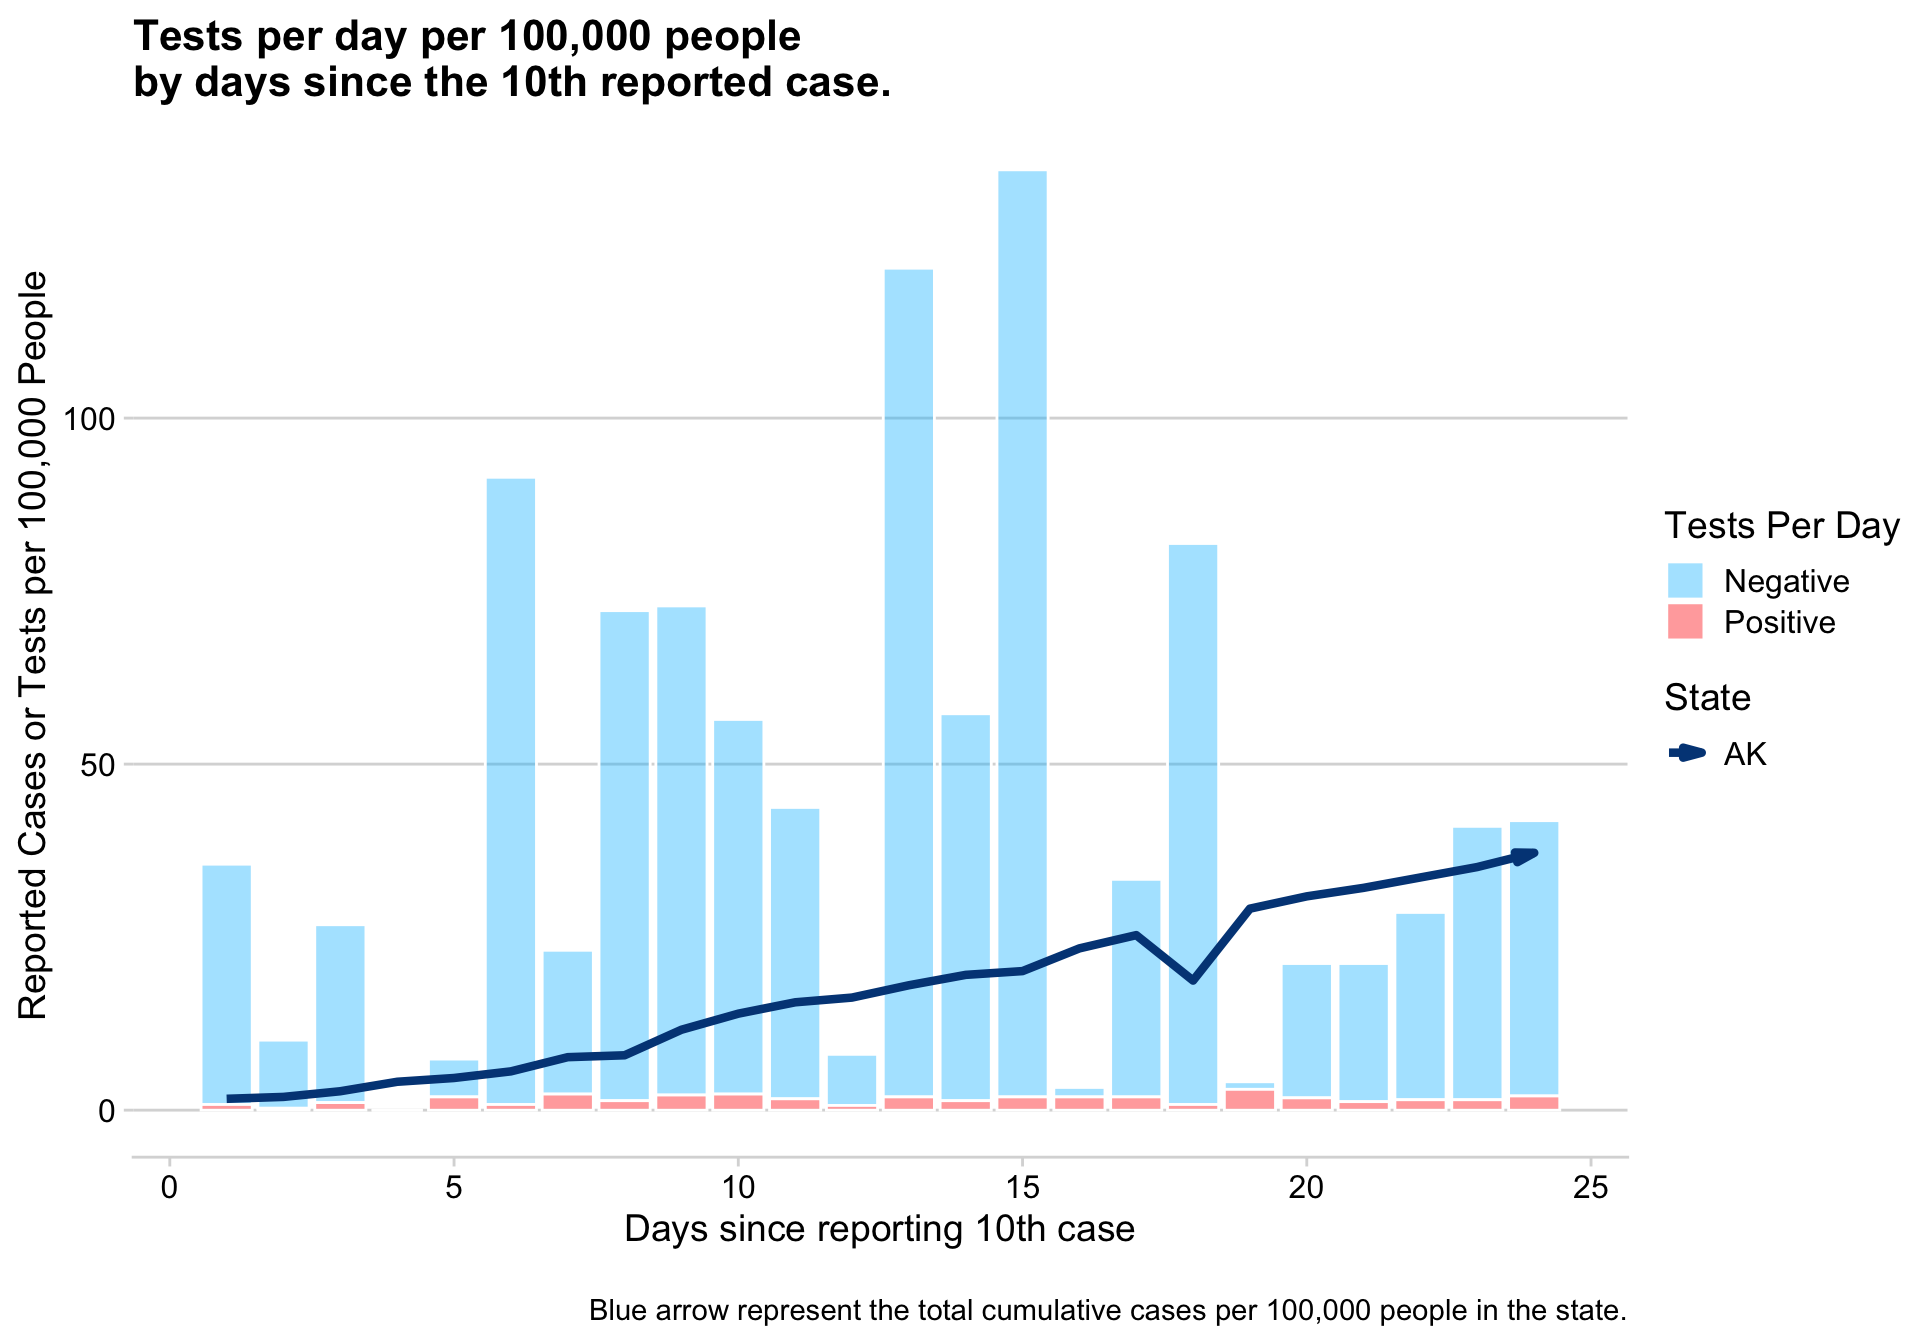 Tests per day per 100,000 people
by days since the 10th reported case.
Reported Cases or Tests per 100,000 People
100
50
0
0 5 10 15 20 25
Days since reporting 10th case
Tests Per Day
Negative
Positive
State
AK
Blue arrow represent the total cumulative cases per 100,000 people in the state.